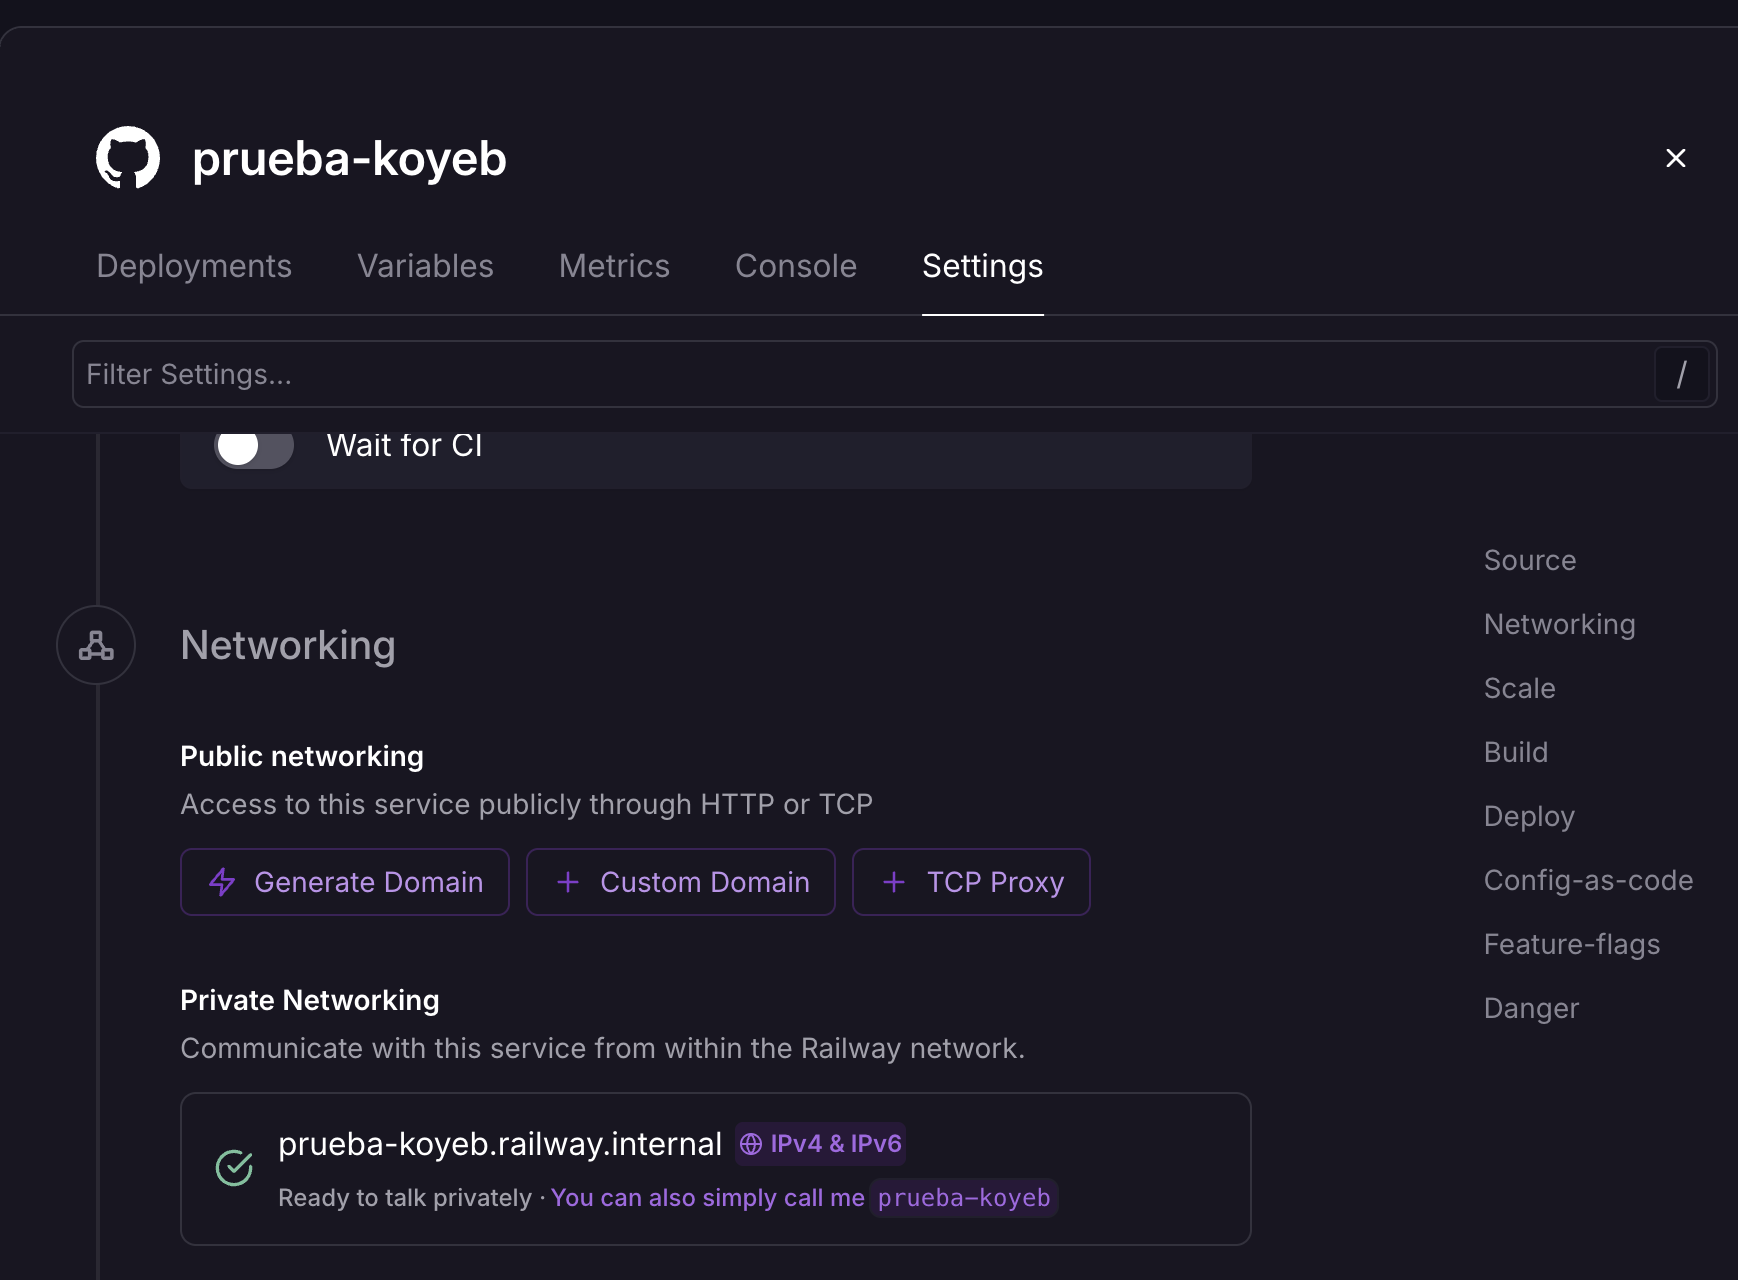 prueba-koyeb
Deployments Variables Metrics Console Settings
Filter Settings... /
Wait for CI
Networking
Public networking
Access to this service publicly through HTTP or TCP
Generate Domain Custom Domain TCP Proxy
Private Networking
Communicate with this service from within the Railway network.
prueba-koyeb.railway.internal IPv4 & IPv6
Ready to talk privately · You can also simply call me prueba-koyeb
Source
Networking
Scale
Build
Deploy
Config-as-code
Feature-flags
Danger